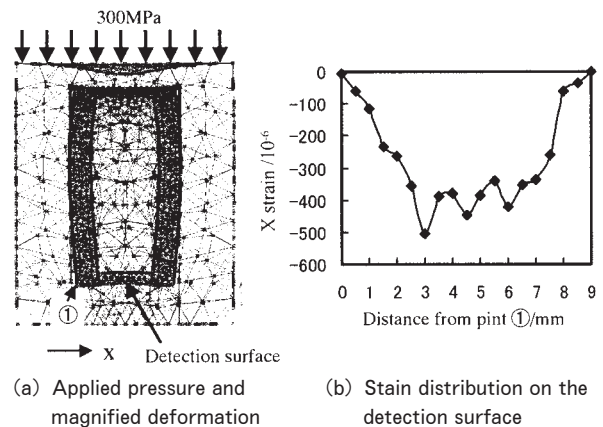 300MPa
①
X
Detection surface
(a) Applied pressure and
magnified deformation
0
-100
-200
-300
-400
-500
-600
X strain /10⁻⁶
0 1 2 3 4 5 6 7 8 9
Distance from pint ①/mm
(b) Stain distribution on the
detection surface